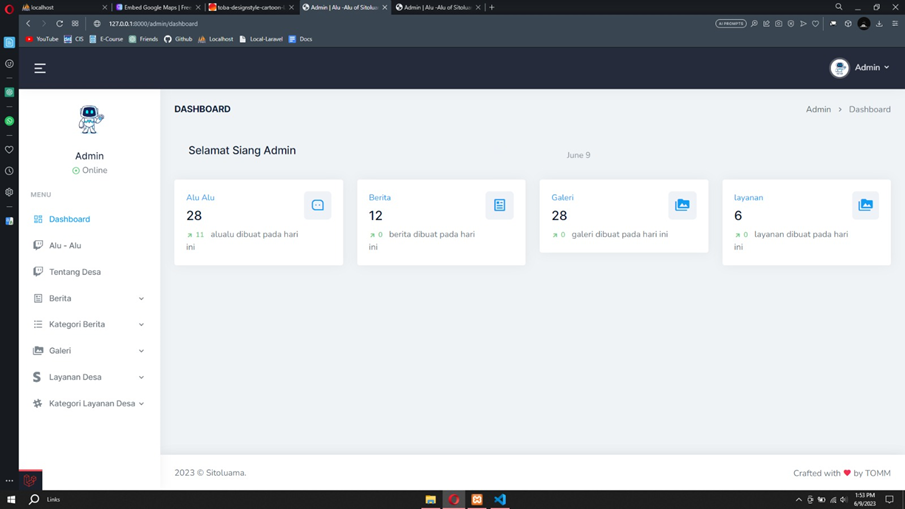 localhost
Embed Google Maps | Free
toba-designstyle-cartoon-
Admin | Alu -Alu of Sitolua
Admin | Alu -Alu of Sitoluam
127.0.0.1:8000/admin/dashboard
AI PROMPTS
YouTube CIS E-Course Friends Github Localhost Local-Laravel Docs
Admin
Admin
Online
MENU
Dashboard
Alu - Alu
Tentang Desa
Berita
Kategori Berita
Galeri
Layanan Desa
Kategori Layanan Desa
DASHBOARD
Admin > Dashboard
Selamat Siang Admin
June 9
Alu Alu
28
11 alualu dibuat pada hari
ini
Berita
12
0 berita dibuat pada hari
ini
Galeri
28
0 galeri dibuat pada hari ini
layanan
6
0 layanan dibuat pada hari
ini
2023 © Sitoluama.
Crafted with ❤ by TOMM
Links
1:53 PM
6/9/2023